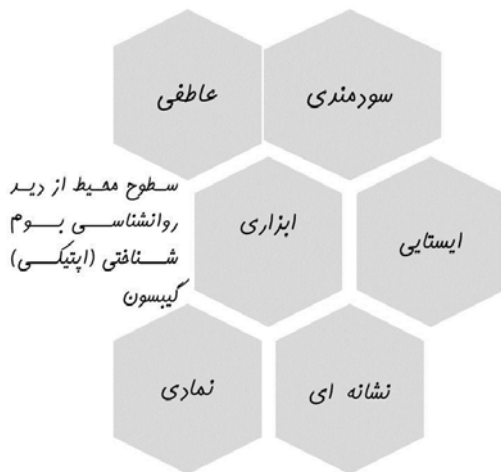 سودمندی
عاطفی
سطوح محیط از دید
روانشناسی بوم
شناختی (اپتیکی)
گیبسون
ایستایی
ابزاری
نشانه ای
نمادی